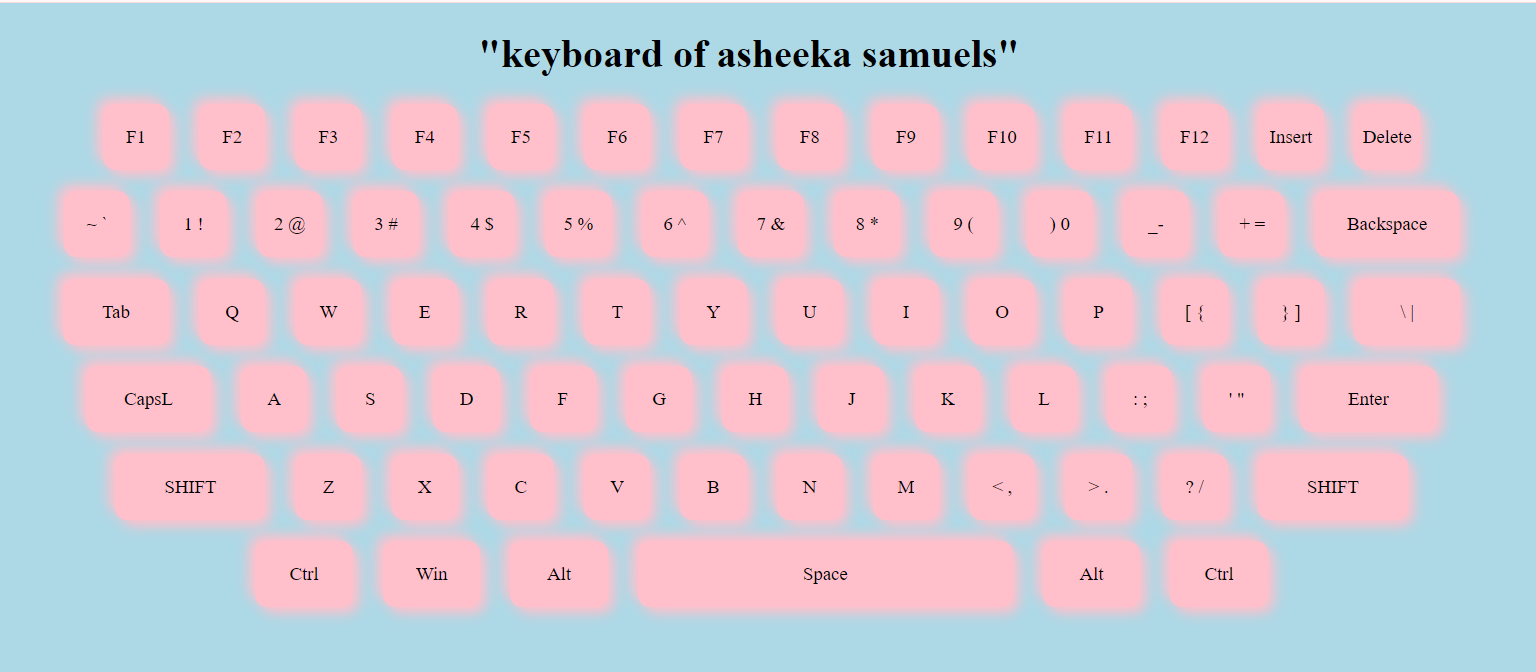 "keyboard of asheeka samuels"
F1 F2 F3 F4 F5 F6 F7 F8 F9 F10 F11 F12 Insert Delete
~ ` 1 ! 2 @ 3 # 4 $ 5 % 6 ^ 7 & 8 * 9 ( ) 0 _- + = Backspace
Tab Q W E R T Y U I O P [ { } ] \ |
CapsL A S D F G H J K L : ; ' " Enter
SHIFT Z X C V B N M < , > . ? / SHIFT
Ctrl Win Alt Space Alt Ctrl